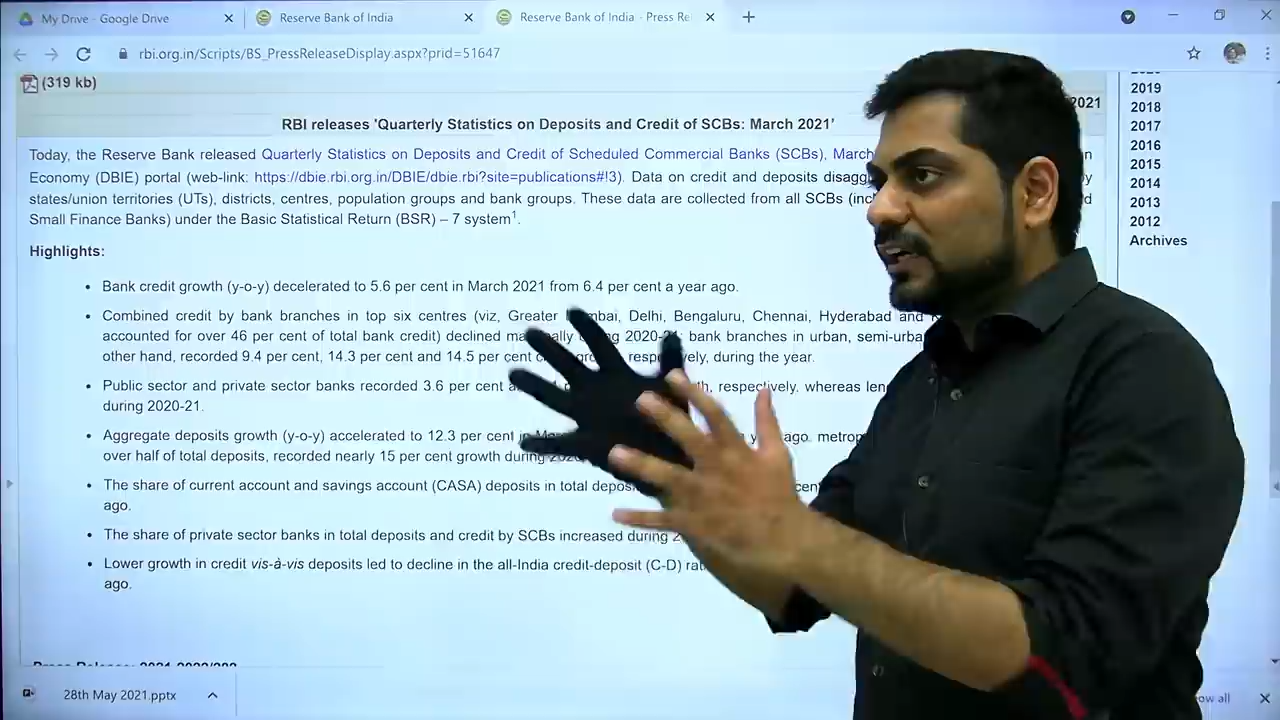 My Drive - Google Drive
Reserve Bank of India
Reserve Bank of India - Press Re
rbi.org.in/Scripts/BS_PressReleaseDisplay.aspx?prid=51647
(319 kb)
2021
RBI releases 'Quarterly Statistics on Deposits and Credit of SCBs: March 2021'
Today, the Reserve Bank released Quarterly Statistics on Deposits and Credit of Scheduled Commercial Banks (SCBs), March
Economy (DBIE) portal (web-link: https://dbie.rbi.org.in/DBIE/dbie.rbi?site=publications#!3). Data on credit and deposits
states/union territories (UTs), districts, centres, population groups and bank groups. These data are collected from all SCBs
Small Finance Banks) under the Basic Statistical Return (BSR) – 7 system1.
Highlights:
• Bank credit growth (y-o-y) decelerated to 5.6 per cent in March 2021 from 6.4 per cent a year ago.
• Combined credit by bank branches in top six centres (viz, Greater Delhi, Bengaluru, Chennai, Hyderabad and
accounted for over 46 per cent of total bank credit) declined bank branches in urban,
other hand, recorded 9.4 per cent, 14.3 per cent and 14.5 per cent during the year.
• Public sector and private sector banks recorded 3.6 per cent respectively, whereas
during 2020-21.
• Aggregate deposits growth (y-o-y) accelerated to 12.3 per cent ago.
over half of total deposits, recorded nearly 15 per cent growth during
• The share of current account and savings account (CASA) deposits in total
ago.
• The share of private sector banks in total deposits and credit by SCBs increased during
• Lower growth in credit vis-à-vis deposits led to decline in the all-India credit-deposit (C-D)
ago.
2019
2018
2017
2016
2015
2014
2013
2012
Archives
28th May 2021.pptx
all